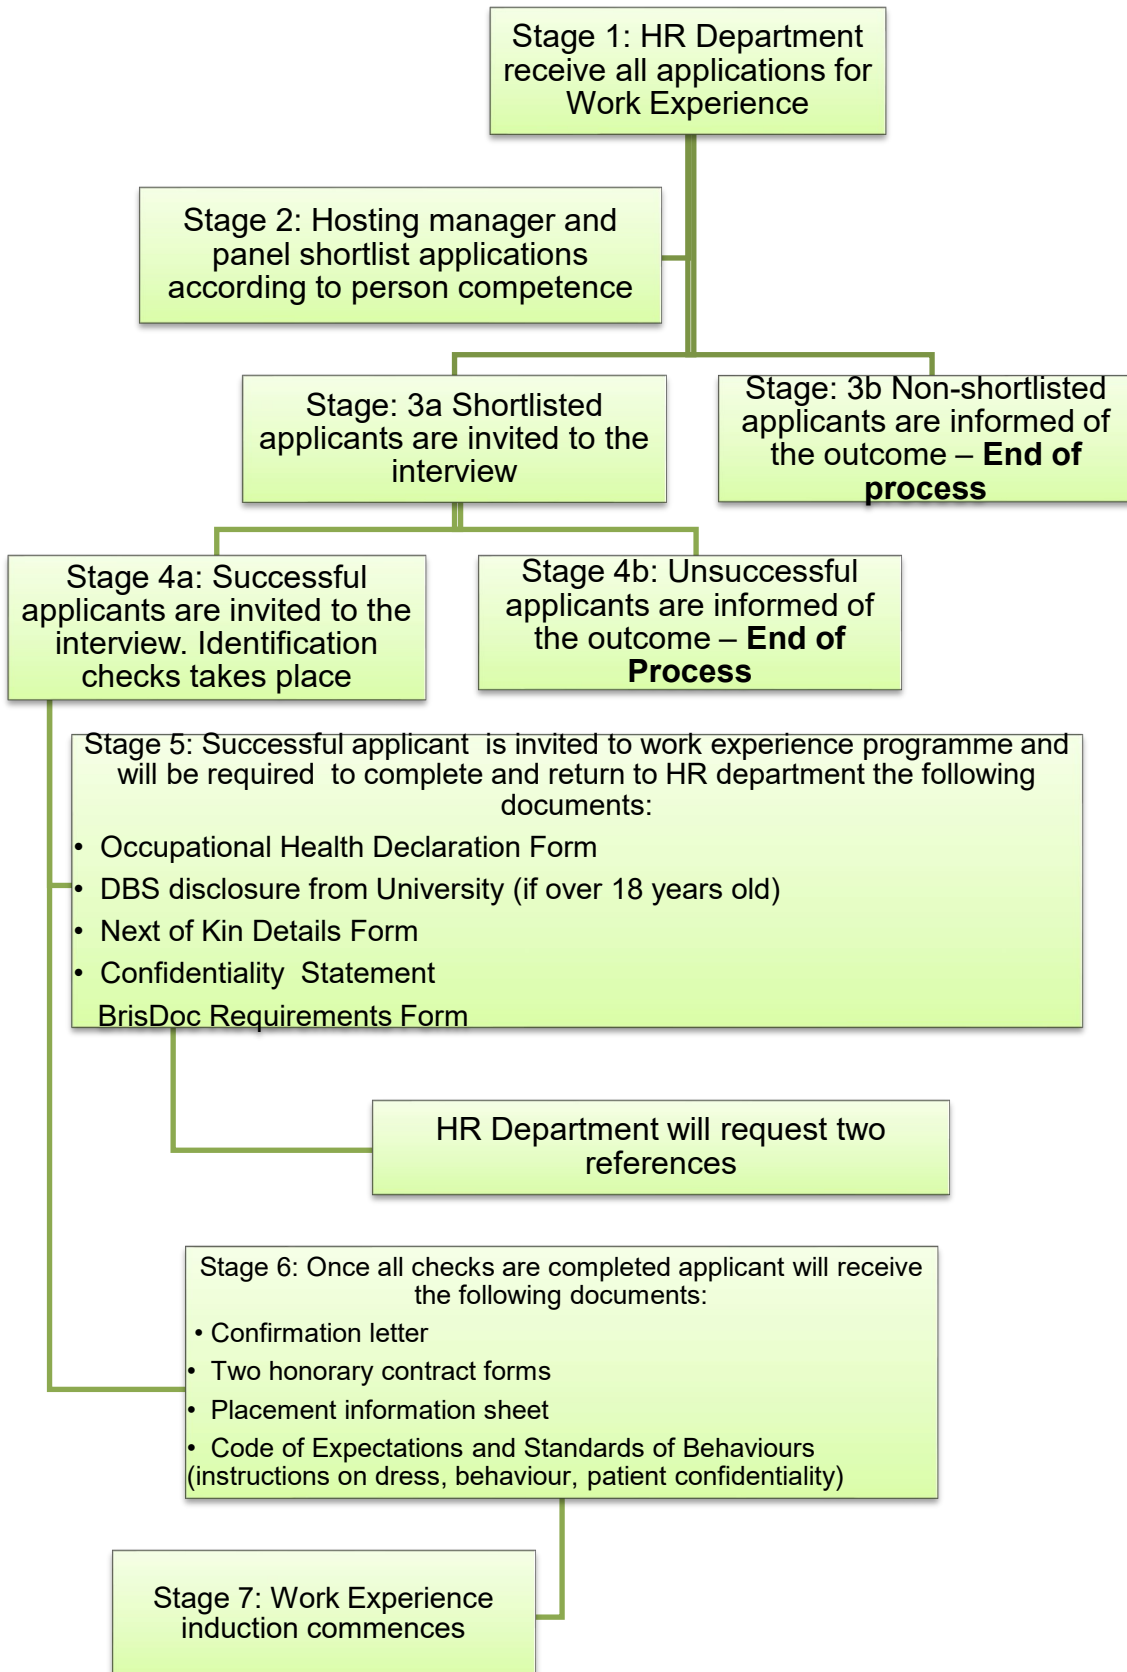 Stage 1: HR Department
receive all applications for
Work Experience
Stage 2: Hosting manager and
panel shortlist applications
according to person competence
Stage: 3a Shortlisted
applicants are invited to the
interview
Stage: 3b Non-shortlisted
applicants are informed of
the outcome – End of
process
Stage 4a: Successful
applicants are invited to the
interview. Identification
checks takes place
Stage 4b: Unsuccessful
applicants are informed of
the outcome – End of
Process
Stage 5: Successful applicant is invited to work experience programme and
will be required to complete and return to HR department the following
documents:
• Occupational Health Declaration Form
• DBS disclosure from University (if over 18 years old)
• Next of Kin Details Form
• Confidentiality Statement
BrisDoc Requirements Form
HR Department will request two
references
Stage 6: Once all checks are completed applicant will receive
the following documents:
• Confirmation letter
• Two honorary contract forms
• Placement information sheet
• Code of Expectations and Standards of Behaviours
(instructions on dress, behaviour, patient confidentiality)
Stage 7: Work Experience
induction commences